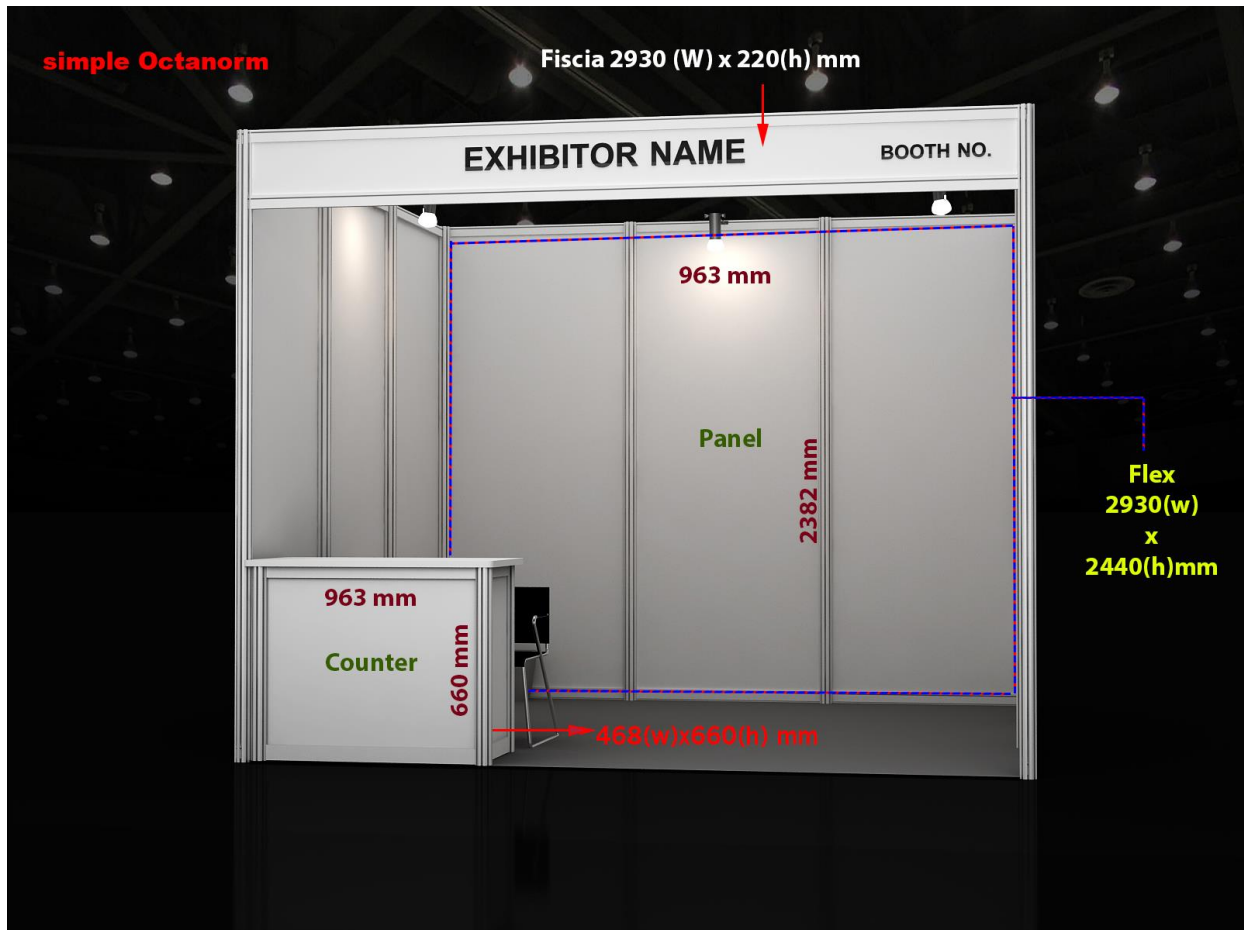 simple Octanorm
Fiscia 2930 (W) x 220(h) mm
EXHIBITOR NAME
BOOTH NO.
963 mm
Panel
2382 mm
Flex
2930(w)
x
2440(h)mm
963 mm
Counter
660 mm
468(w)x660(h) mm